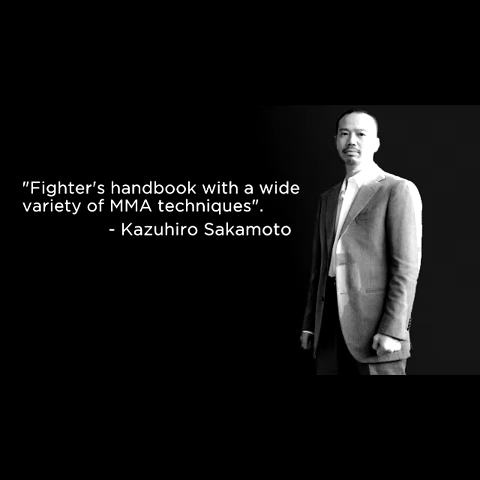 "Fighter's handbook with a wide
variety of MMA techniques".
- Kazuhiro Sakamoto